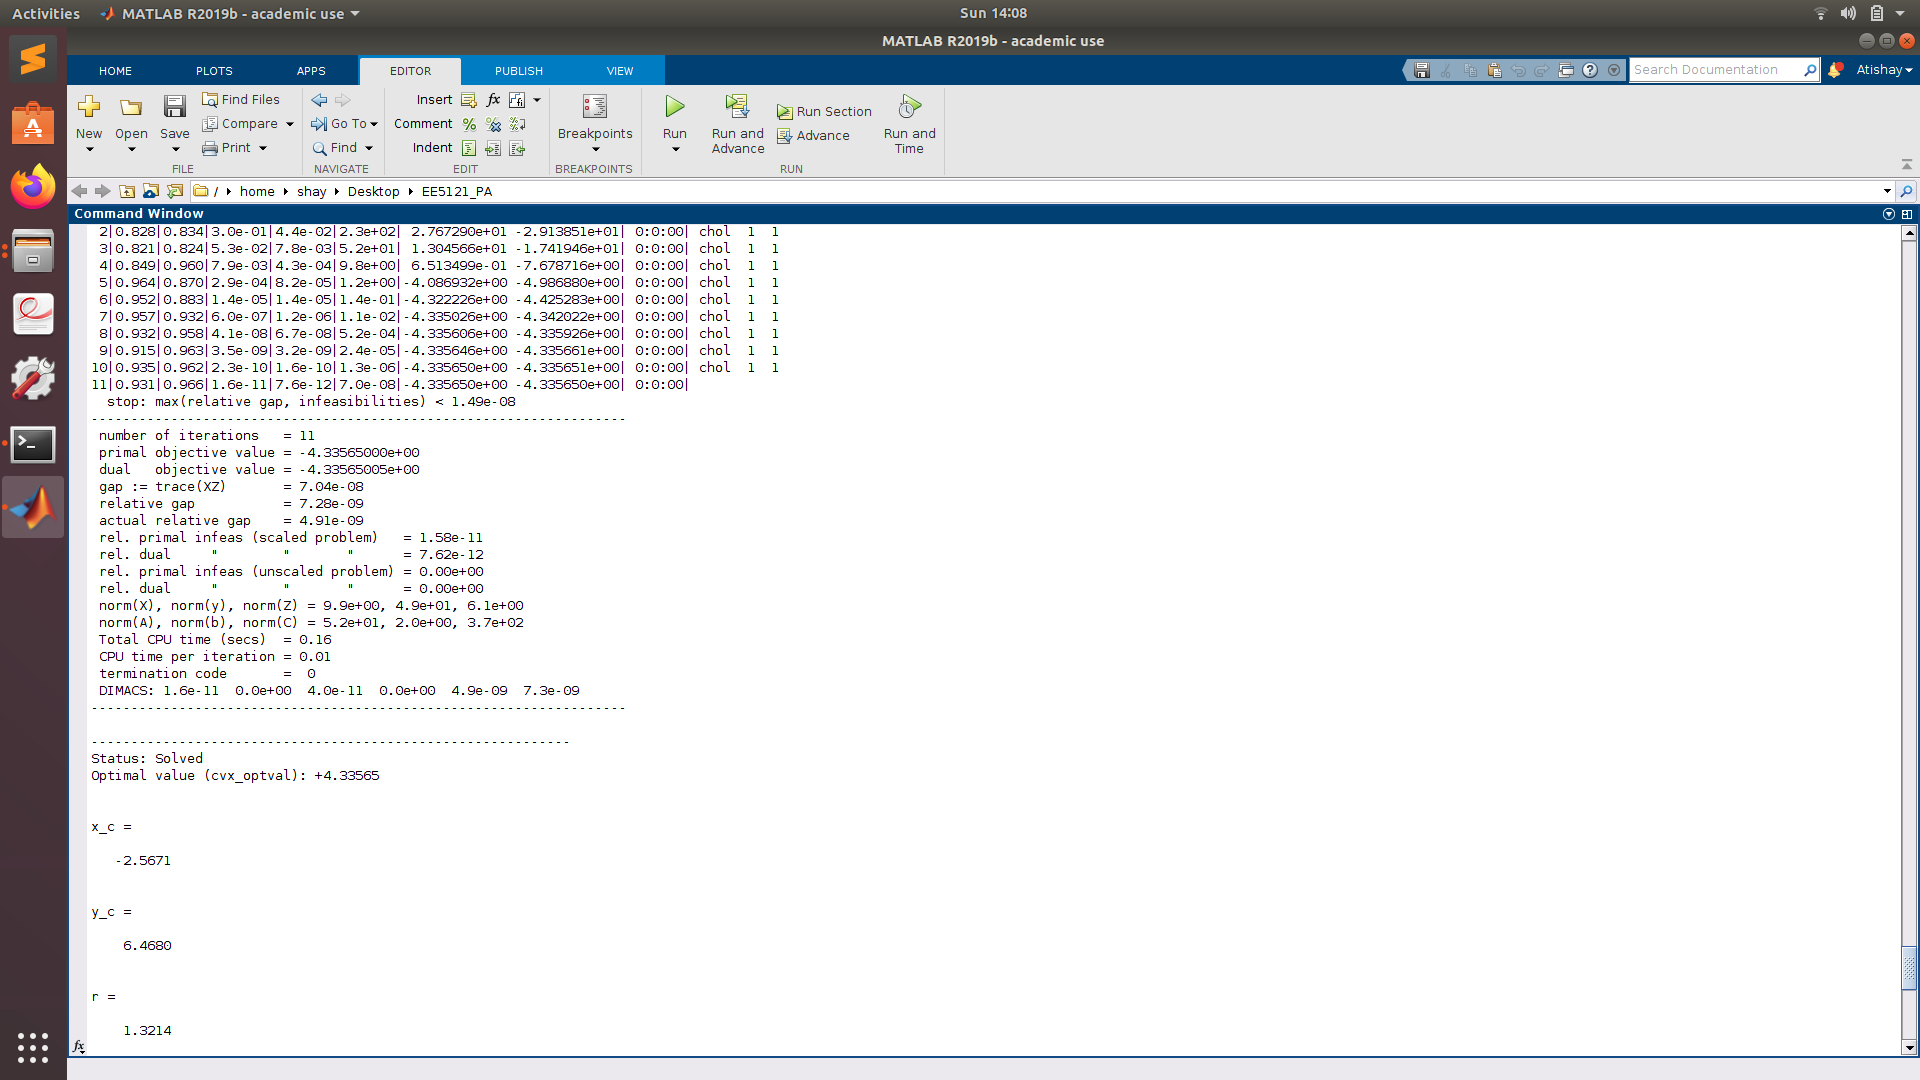 Activities MATLAB R2019b - academic use Sun 14:08
MATLAB R2019b - academic use
HOME PLOTS APPS EDITOR PUBLISH VIEW Search Documentation Atishay
New Open Save Find Files Compare Print Go To Find Insert Comment Indent Breakpoints Run Run and Advance Run Section Advance Run and Time
FILE NAVIGATE EDIT BREAKPOINTS RUN
/ home shay Desktop EE5121_PA
Command Window
2|0.828|0.834|3.0e-01|4.4e-02|2.3e+02| 2.767290e+01 -2.913851e+01| 0:0:00| chol 1 1
3|0.821|0.824|5.3e-02|7.8e-03|5.2e+01| 1.304566e+01 -1.741946e+01| 0:0:00| chol 1 1
4|0.849|0.960|7.9e-03|4.3e-04|9.8e+00| 6.513499e-01 -7.678716e+00| 0:0:00| chol 1 1
5|0.964|0.870|2.9e-04|8.2e-05|1.2e+00|-4.086932e+00 -4.986880e+00| 0:0:00| chol 1 1
6|0.952|0.883|1.4e-05|1.4e-05|1.4e-01|-4.322226e+00 -4.425283e+00| 0:0:00| chol 1 1
7|0.957|0.932|6.0e-07|1.2e-06|1.1e-02|-4.335026e+00 -4.342022e+00| 0:0:00| chol 1 1
8|0.932|0.958|4.1e-08|6.7e-08|5.2e-04|-4.335606e+00 -4.335926e+00| 0:0:00| chol 1 1
9|0.915|0.963|3.5e-09|3.2e-09|2.4e-05|-4.335646e+00 -4.335661e+00| 0:0:00| chol 1 1
10|0.935|0.962|2.3e-10|1.6e-10|1.3e-06|-4.335650e+00 -4.335651e+00| 0:0:00| chol 1 1
11|0.931|0.966|1.6e-11|7.6e-12|7.0e-08|-4.335650e+00 -4.335650e+00| 0:0:00|
stop: max(relative gap, infeasibilities) < 1.49e-08
-------------------------------------------------------------------
number of iterations = 11
primal objective value = -4.33565000e+00
dual objective value = -4.33565005e+00
gap := trace(XZ) = 7.04e-08
relative gap = 7.28e-09
actual relative gap = 4.91e-09
rel. primal infeas (scaled problem) = 1.58e-11
rel. dual " " " = 7.62e-12
rel. primal infeas (unscaled problem) = 0.00e+00
rel. dual " " " = 0.00e+00
norm(X), norm(y), norm(Z) = 9.9e+00, 4.9e+01, 6.1e+00
norm(A), norm(b), norm(C) = 5.2e+01, 2.0e+00, 3.7e+02
Total CPU time (secs) = 0.16
CPU time per iteration = 0.01
termination code = 0
DIMACS: 1.6e-11 0.0e+00 4.0e-11 0.0e+00 4.9e-09 7.3e-09
-------------------------------------------------------------------
------------------------------------------------------------
Status: Solved
Optimal value (cvx_optval): +4.33565
x_c =
-2.5671
y_c =
6.4680
r =
1.3214
fx